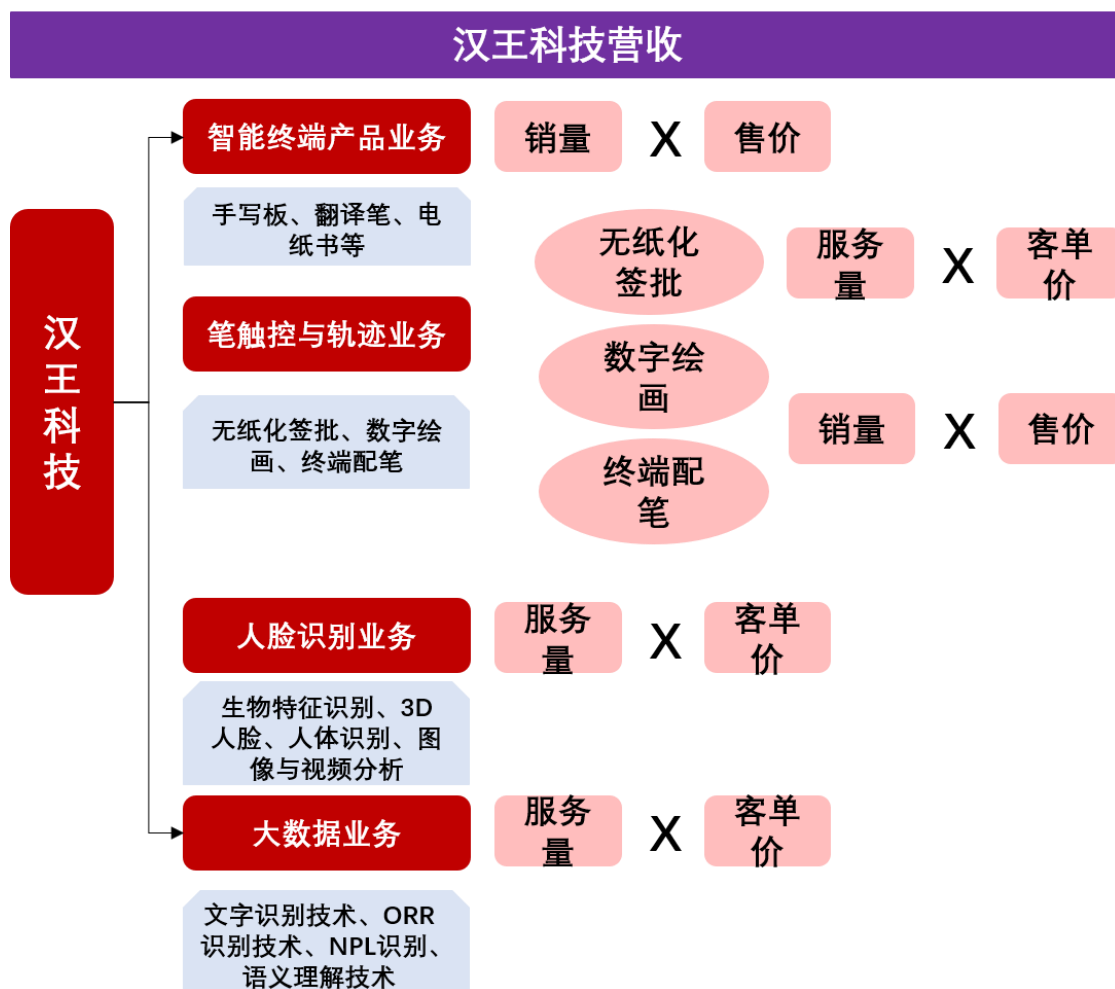 汉王科技营收
汉
王
科
技
智能终端产品业务
销量
X
售价
手写板、翻译笔、电
纸书等
无纸化
签批
服务
量
X
客单
价
笔触控与轨迹业务
数字绘
画
无纸化签批、数字绘
画、终端配笔
销量
X
售价
终端配
笔
人脸识别业务
服务
量
X
客单
价
生物特征识别、3D
人脸、人体识别、图
像与视频分析
大数据业务
服务
量
X
客单
价
文字识别技术、ORR
识别技术、NPL识别、
语义理解技术